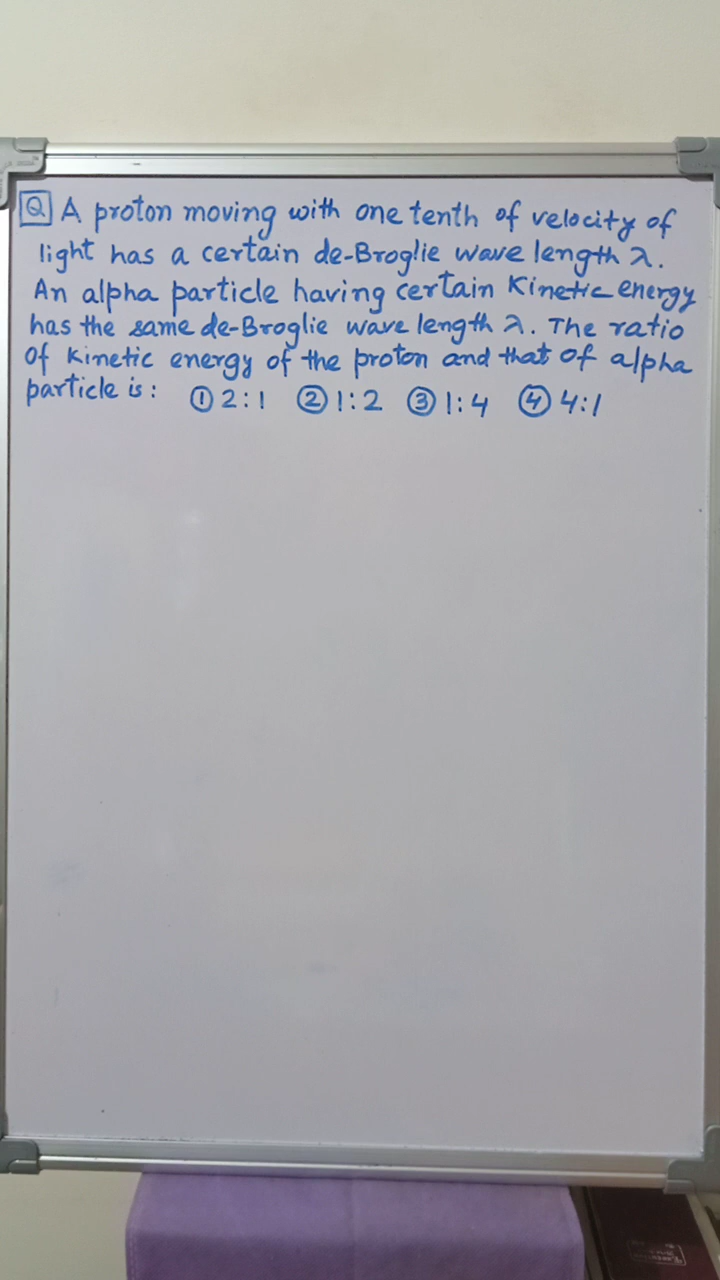 Q A proton moving with one tenth of velocity of
light has a certain de-Broglie wave length λ.
An alpha particle having certain Kinetic energy
has the same de-Broglie wave length λ. The ratio
of kinetic energy of the proton and that of alpha
particle is : ① 2:1 ② 1:2 ③ 1:4 ④ 4:1